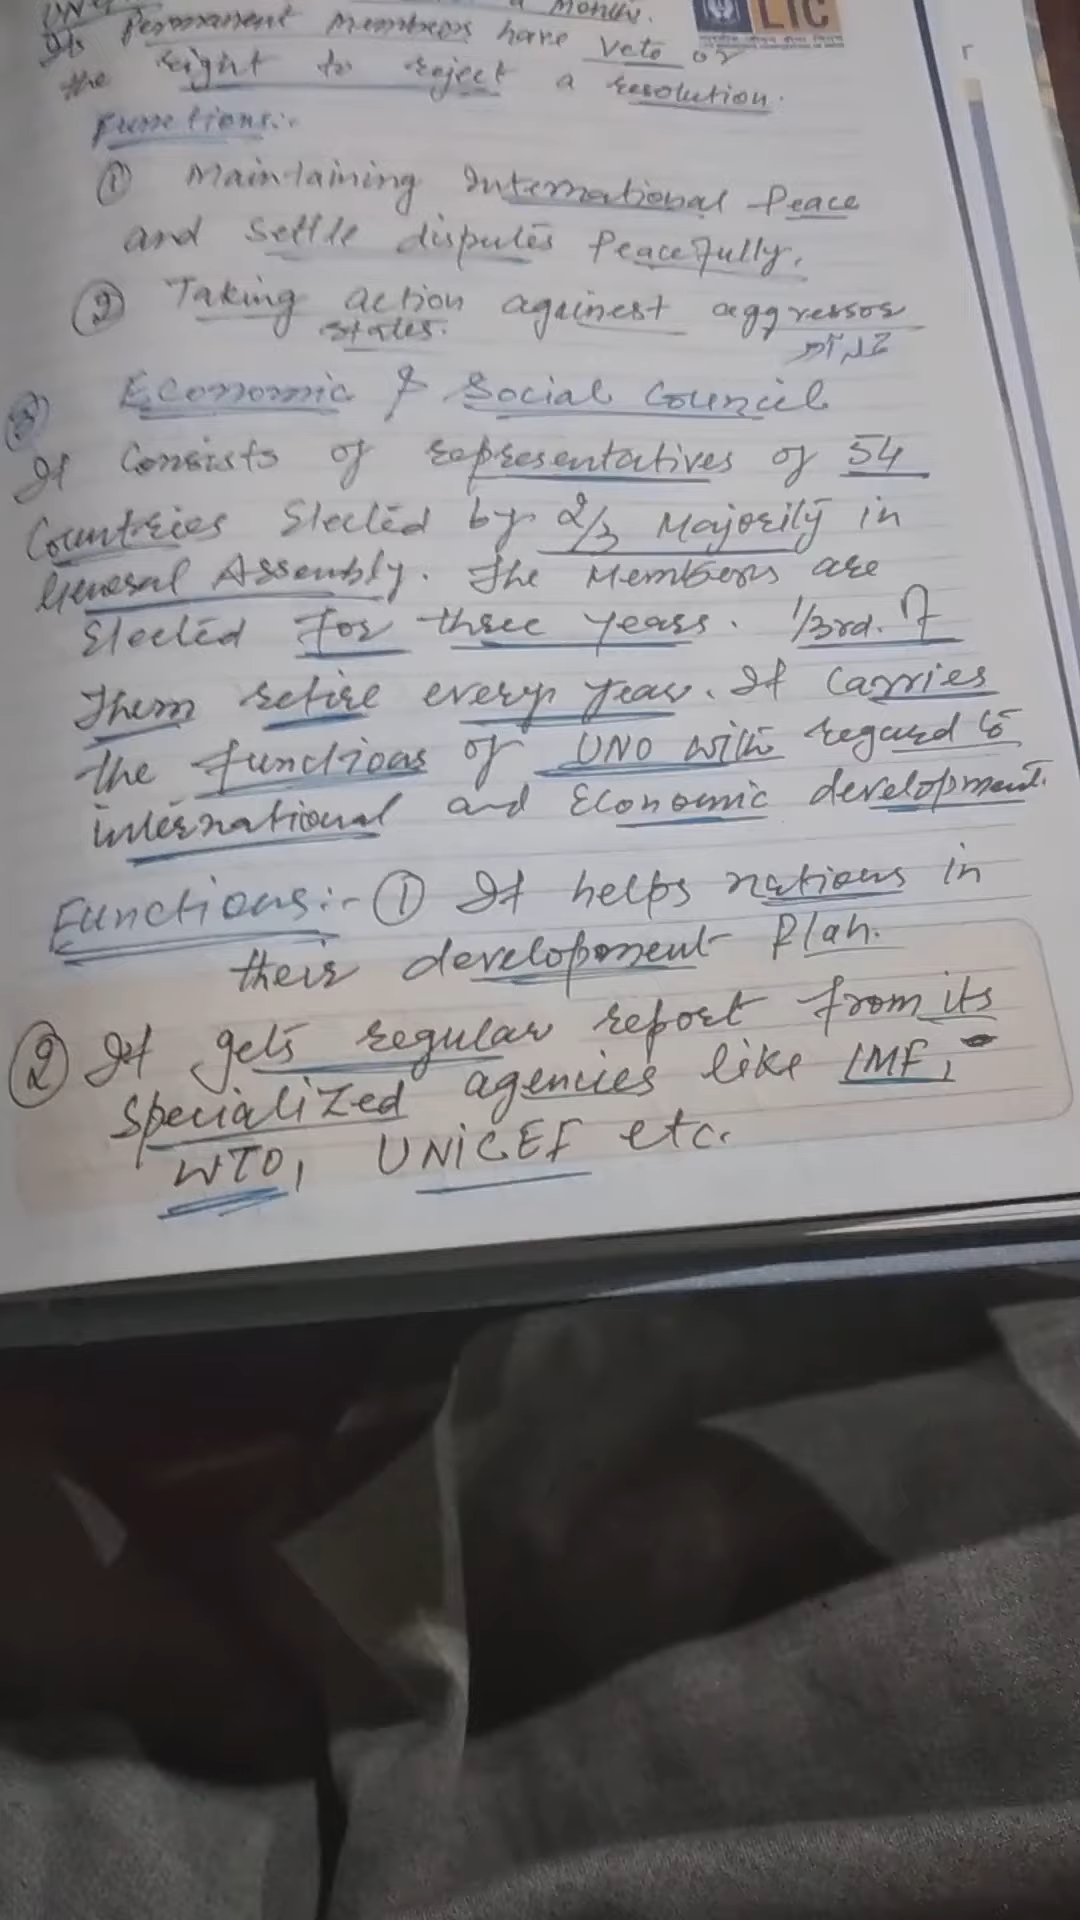 a Month.
LIC
Its Permanent Members have Veto or
the right to reject a resolution.
Functions:-
① Maintaining International Peace
and Settle disputes Peacefully.
② Taking action againest aggressor
states.
③ Economic & Social Council
It Consists of representatives of 54
Countries Elected by 2/3 Majority in
General Assembly. The Members are
Elected for three years. 1/3rd. of
Them retire every year. It Carries
the functions of UNO with regard to
international and Economic development.
Functions:- ① It helps nations in
their development Plan.
② It gets regular report from its
Specialized agencies like IMF,
WTO, UNICEF etc.